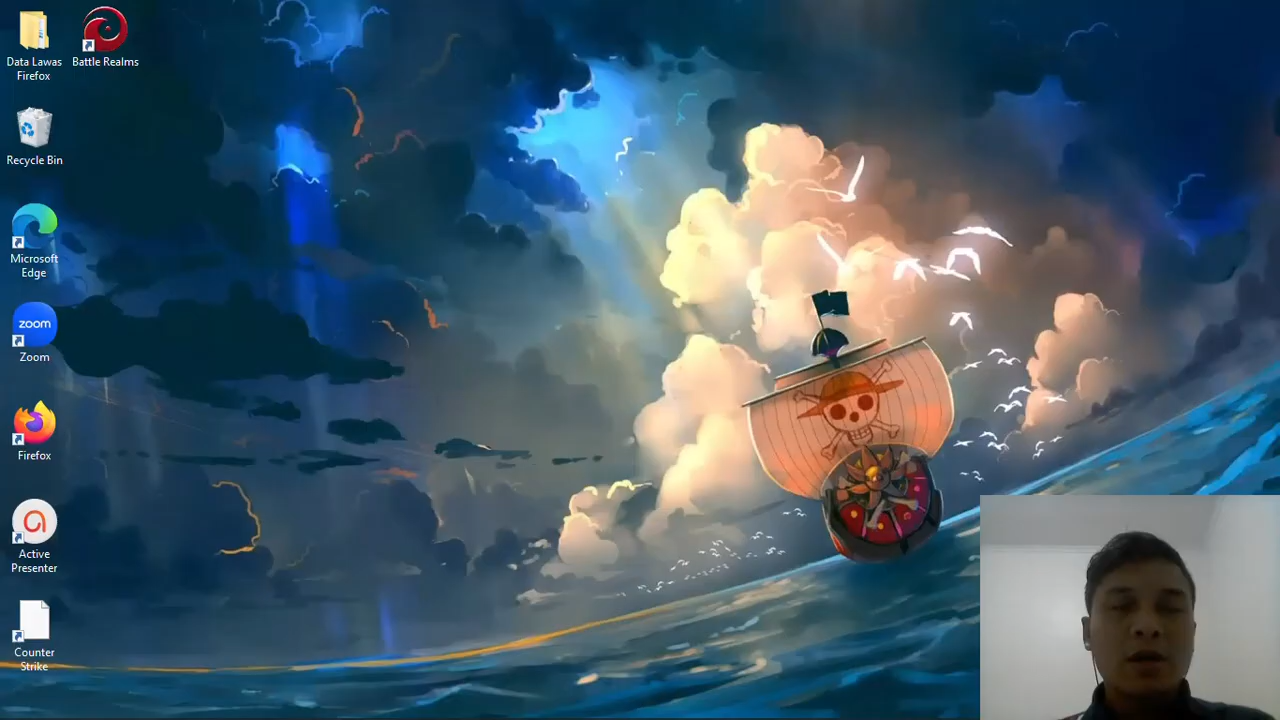 Data Lawas
Firefox
Battle Realms
Recycle Bin
Microsoft
Edge
zoom
Zoom
Firefox
Active
Presenter
Counter
Strike